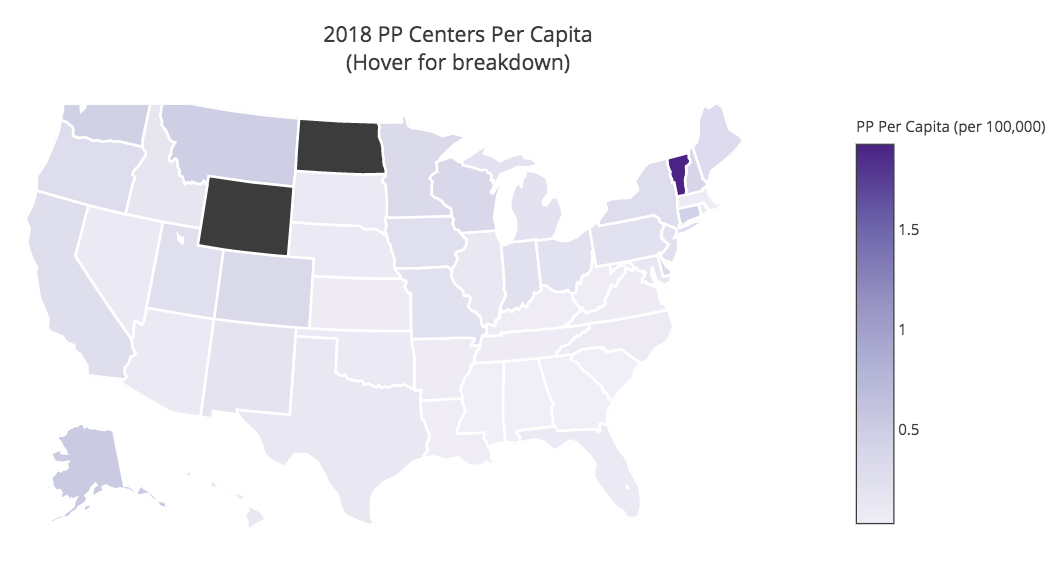 2018 PP Centers Per Capita
(Hover for breakdown)
PP Per Capita (per 100,000)
1.5
1
0.5